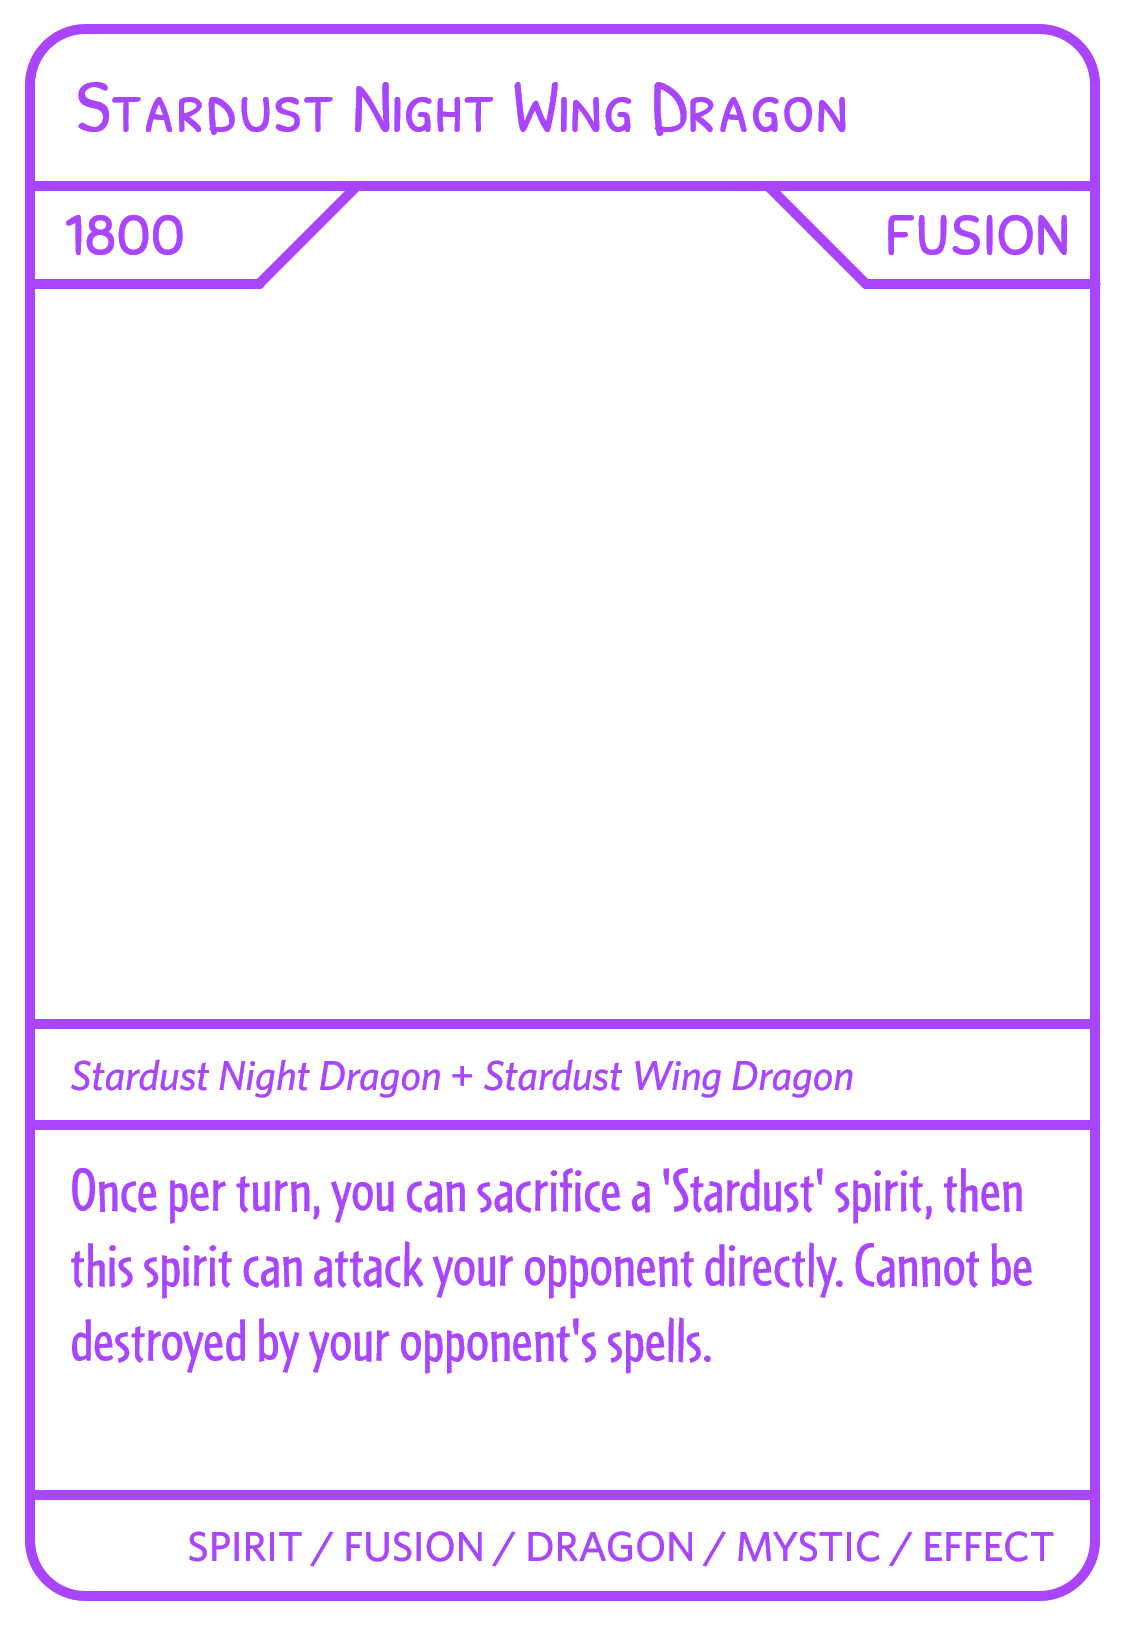 Stardust Night Wing Dragon
1800
FUSION
Stardust Night Dragon + Stardust Wing Dragon
Once per turn, you can sacrifice a 'Stardust' spirit, then
this spirit can attack your opponent directly. Cannot be
destroyed by your opponent's spells.
SPIRIT / FUSION / DRAGON / MYSTIC / EFFECT